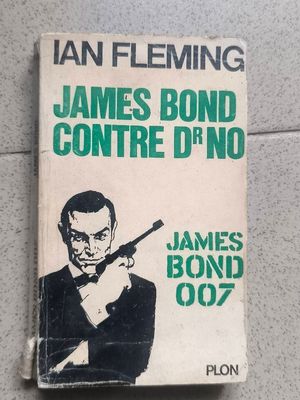 IAN FLEMING
JAMES BOND
CONTRE DR NO
JAMES
BOND
007
PLON